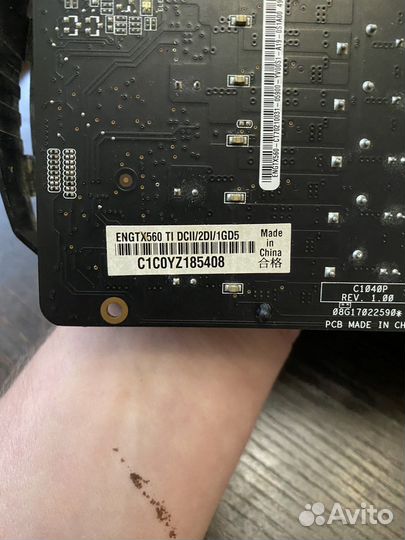 ENGTX560 TI DCII/2DI/1GD5
C1C0YZ185408
Made in China
合格
C1040P
REV. 1.00
08G17022590*
PCB MADE IN CH
Avito